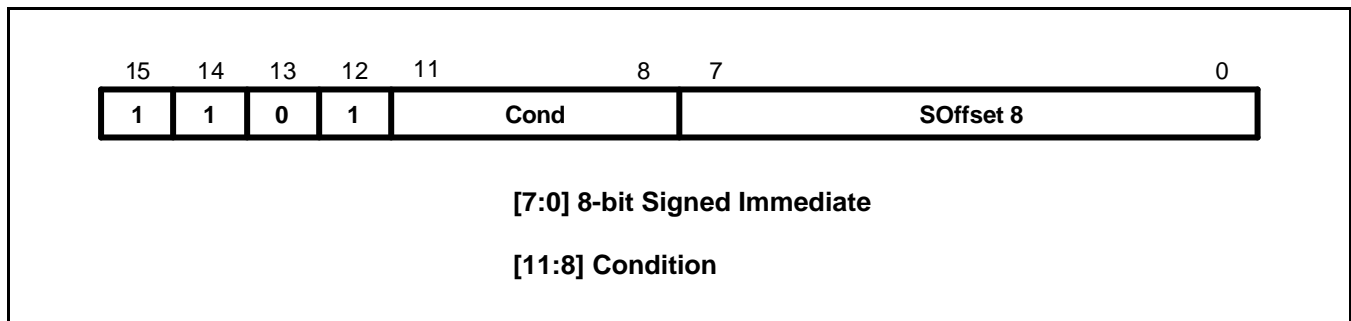 15 14 13 12 11 8 7 0
1 1 0 1 Cond SOffset 8
[7:0] 8-bit Signed Immediate
[11:8] Condition